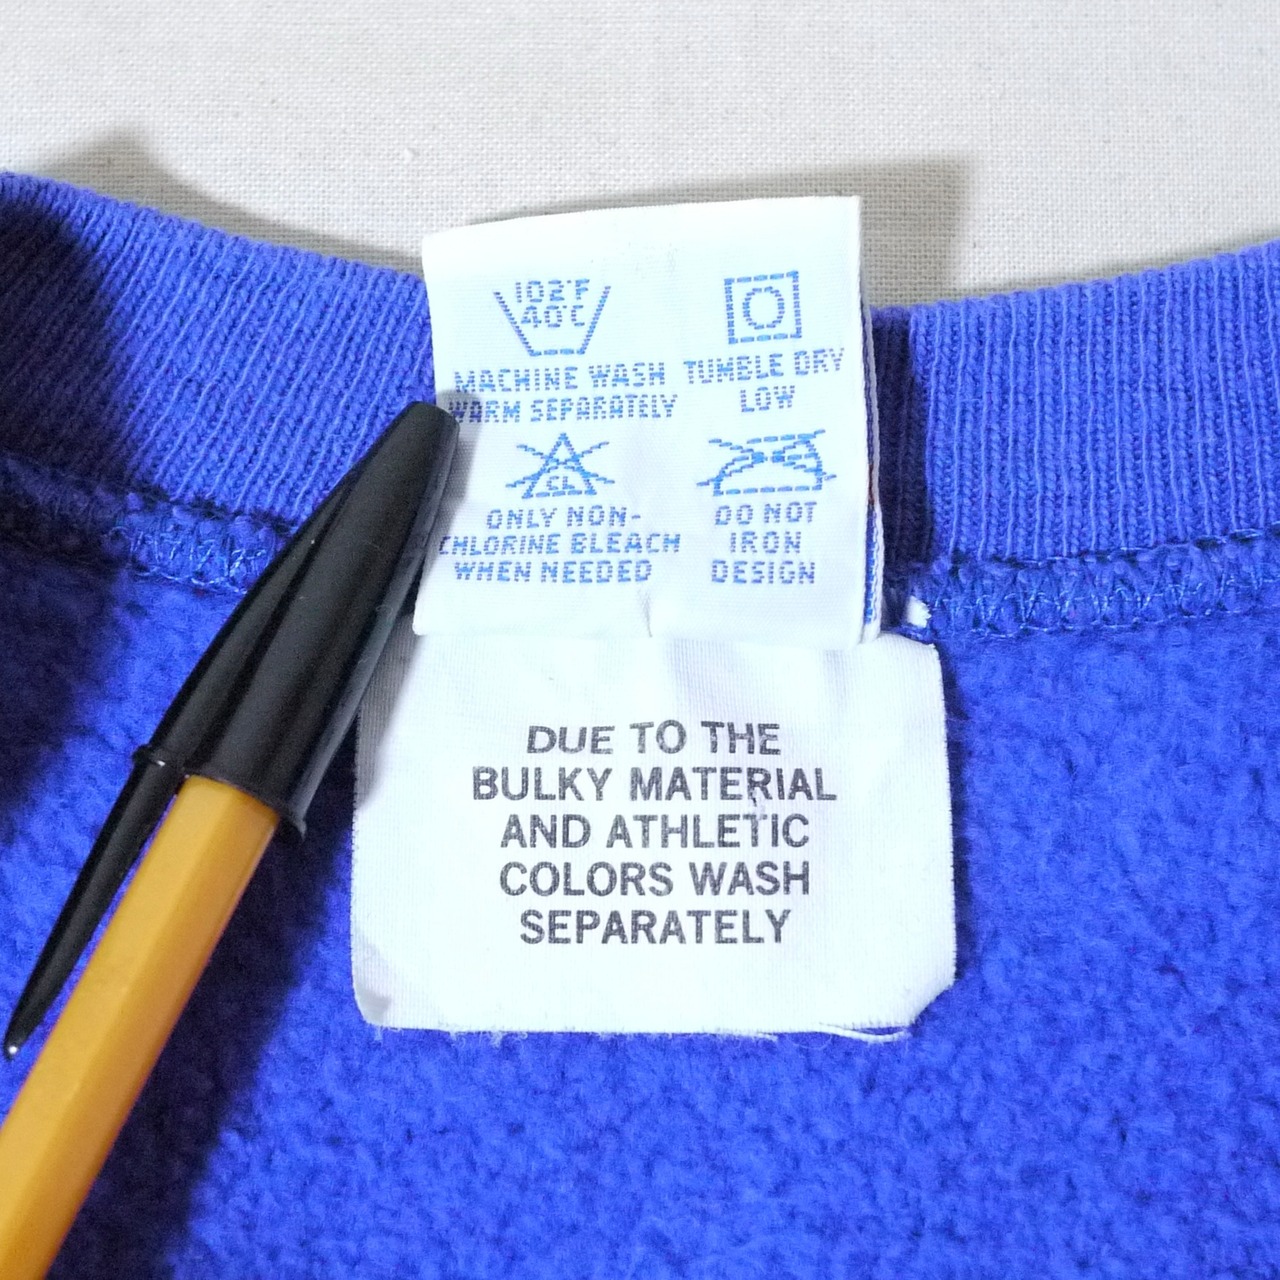 102°F
40°C
MACHINE WASH
WARM SEPARATELY
TUMBLE DRY
LOW
CL
ONLY NON-
CHLORINE BLEACH
WHEN NEEDED
DO NOT
IRON
DESIGN
DUE TO THE
BULKY MATERIAL
AND ATHLETIC
COLORS WASH
SEPARATELY